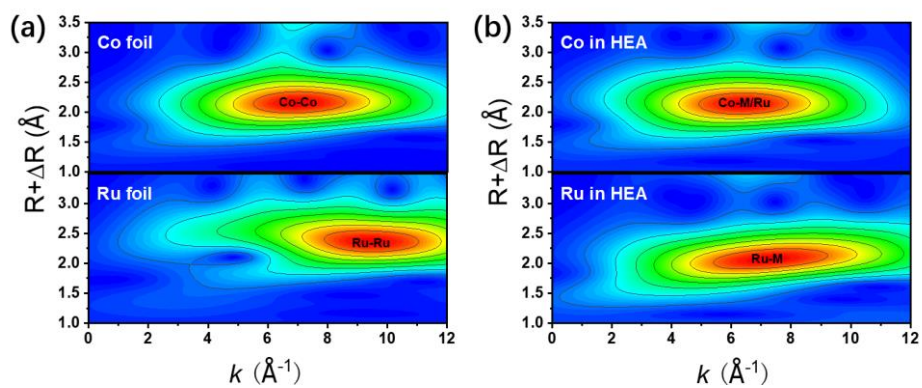 (a)
3.5
3.0
2.5
2.0
1.5
1.0
Co foil
Co-Co
R+ΔR (Å)
3.0
2.5
2.0
1.5
1.0
Ru foil
Ru-Ru
0 2 4 6 8 10 12
k (Å⁻¹)
(b)
3.5
3.0
2.5
2.0
1.5
1.0
Co in HEA
Co-M/Ru
R+ΔR (Å)
3.0
2.5
2.0
1.5
1.0
Ru in HEA
Ru-M
0 2 4 6 8 10 12
k (Å⁻¹)